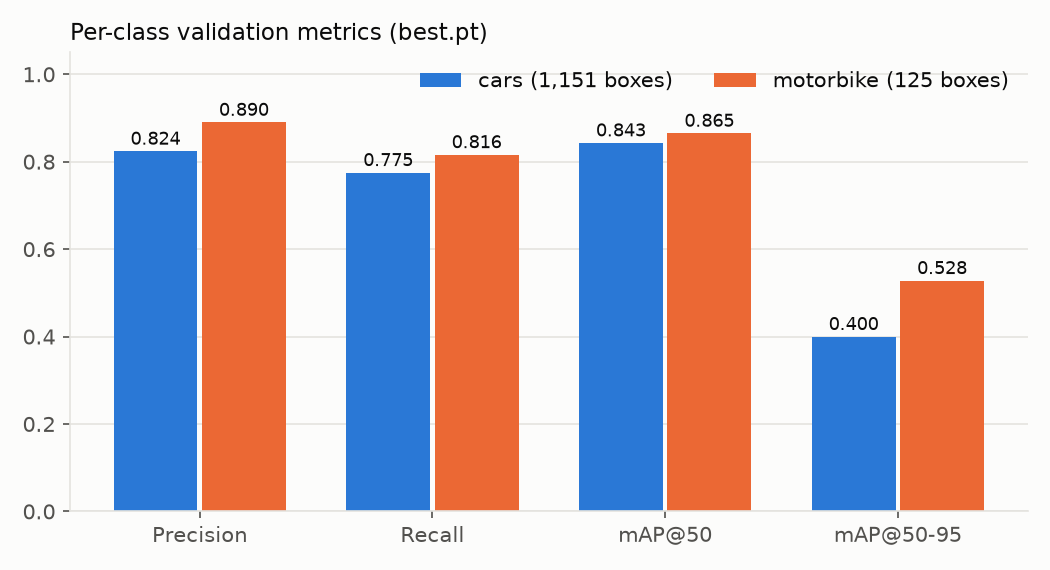 Per-class validation metrics (best.pt)
cars (1,151 boxes)
motorbike (125 boxes)
1.0
0.8
0.6
0.4
0.2
0.0
0.824
0.890
0.775
0.816
0.843
0.865
0.400
0.528
Precision
Recall
mAP@50
mAP@50-95